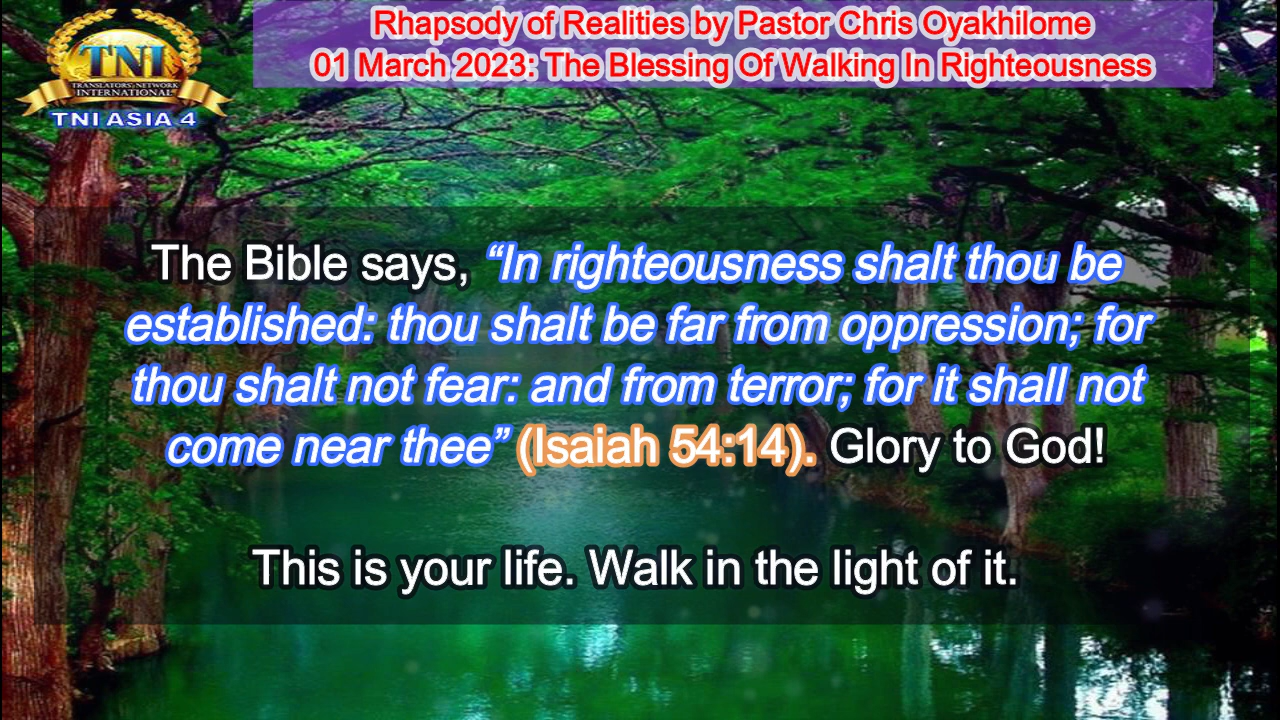 Rhapsody of Realities by Pastor Chris Oyakhilome
01 March 2023: The Blessing Of Walking In Righteousness
TNI
TRANSLATORS' NETWORK
INTERNATIONAL
TNI ASIA 4
The Bible says, “In righteousness shalt thou be
established: thou shalt be far from oppression; for
thou shalt not fear: and from terror; for it shall not
come near thee” (Isaiah 54:14). Glory to God!
This is your life. Walk in the light of it.